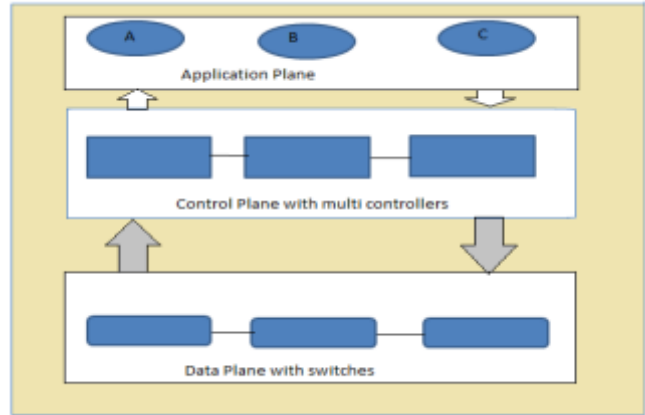 A B C
Application Plane
Control Plane with multi controllers
Data Plane with switches